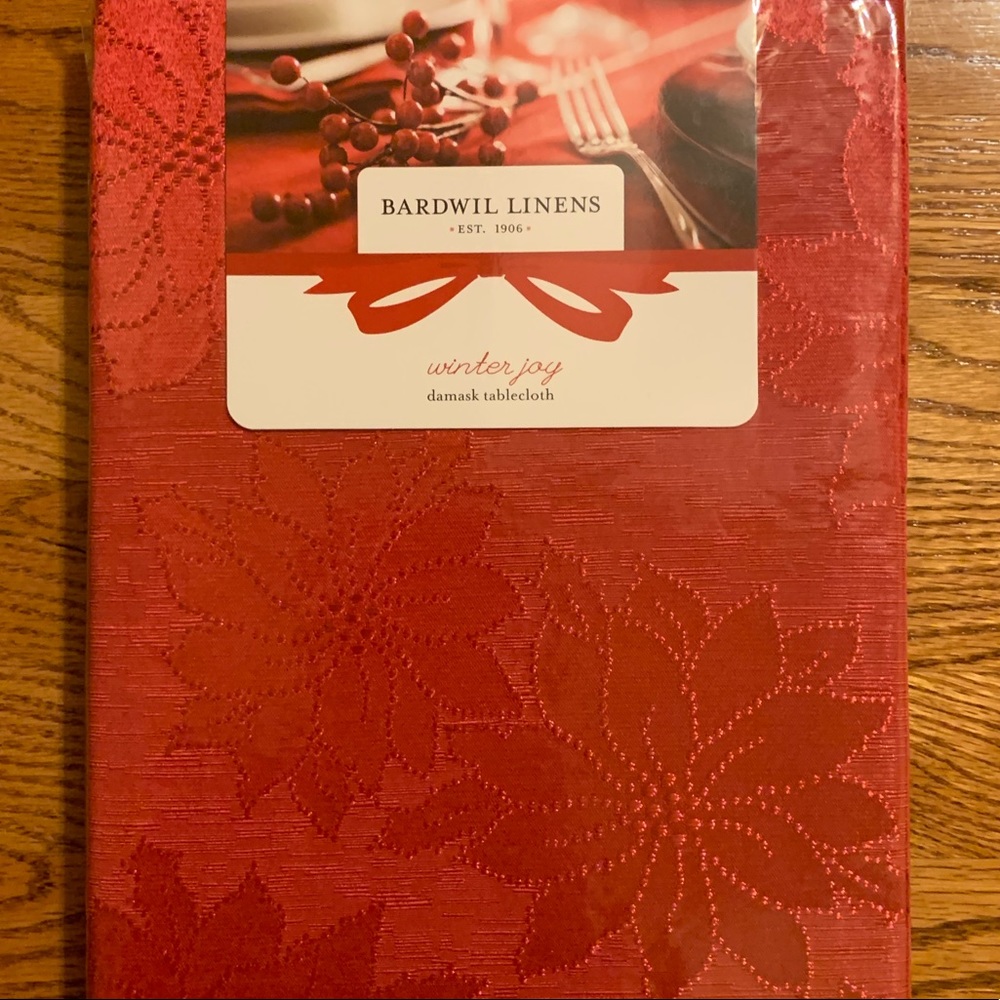 BARDWIL LINENS
•EST. 1906•
winter joy
damask tablecloth